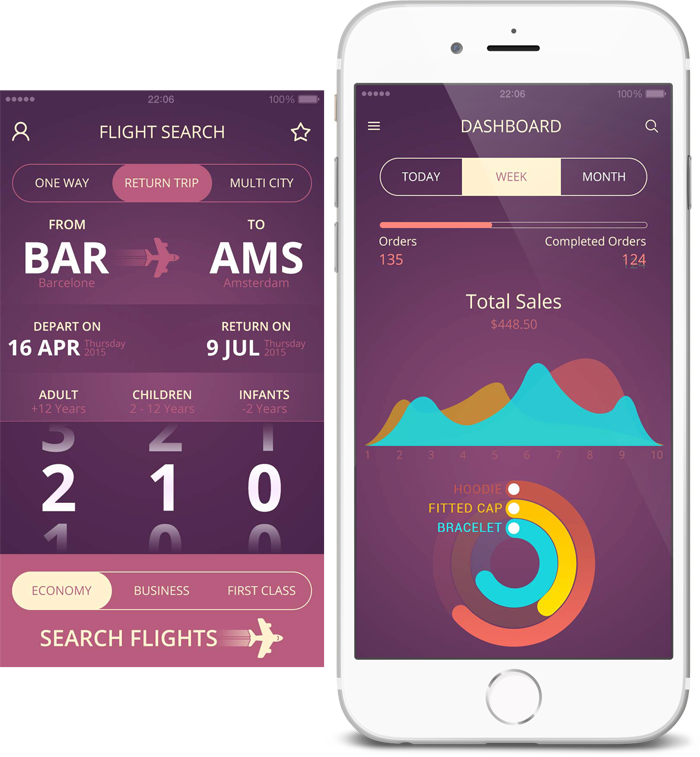 22:06
100%
FLIGHT SEARCH
ONE WAY RETURN TRIP MULTI CITY
FROM TO
BAR AMS
Barcelone Amsterdam
DEPART ON RETURN ON
16 APR Thursday 2015 9 JUL Thursday 2015
ADULT CHILDREN INFANTS
+12 Years 2 - 12 Years -2 Years
3 2 1
2 1 0
1 0 0
ECONOMY BUSINESS FIRST CLASS
SEARCH FLIGHTS
22:06
100%
DASHBOARD
TODAY WEEK MONTH
Orders Completed Orders
135 124
Total Sales
$448.50
1 2 3 4 5 6 7 8 9 10
HOODIE
FITTED CAP
BRACELET